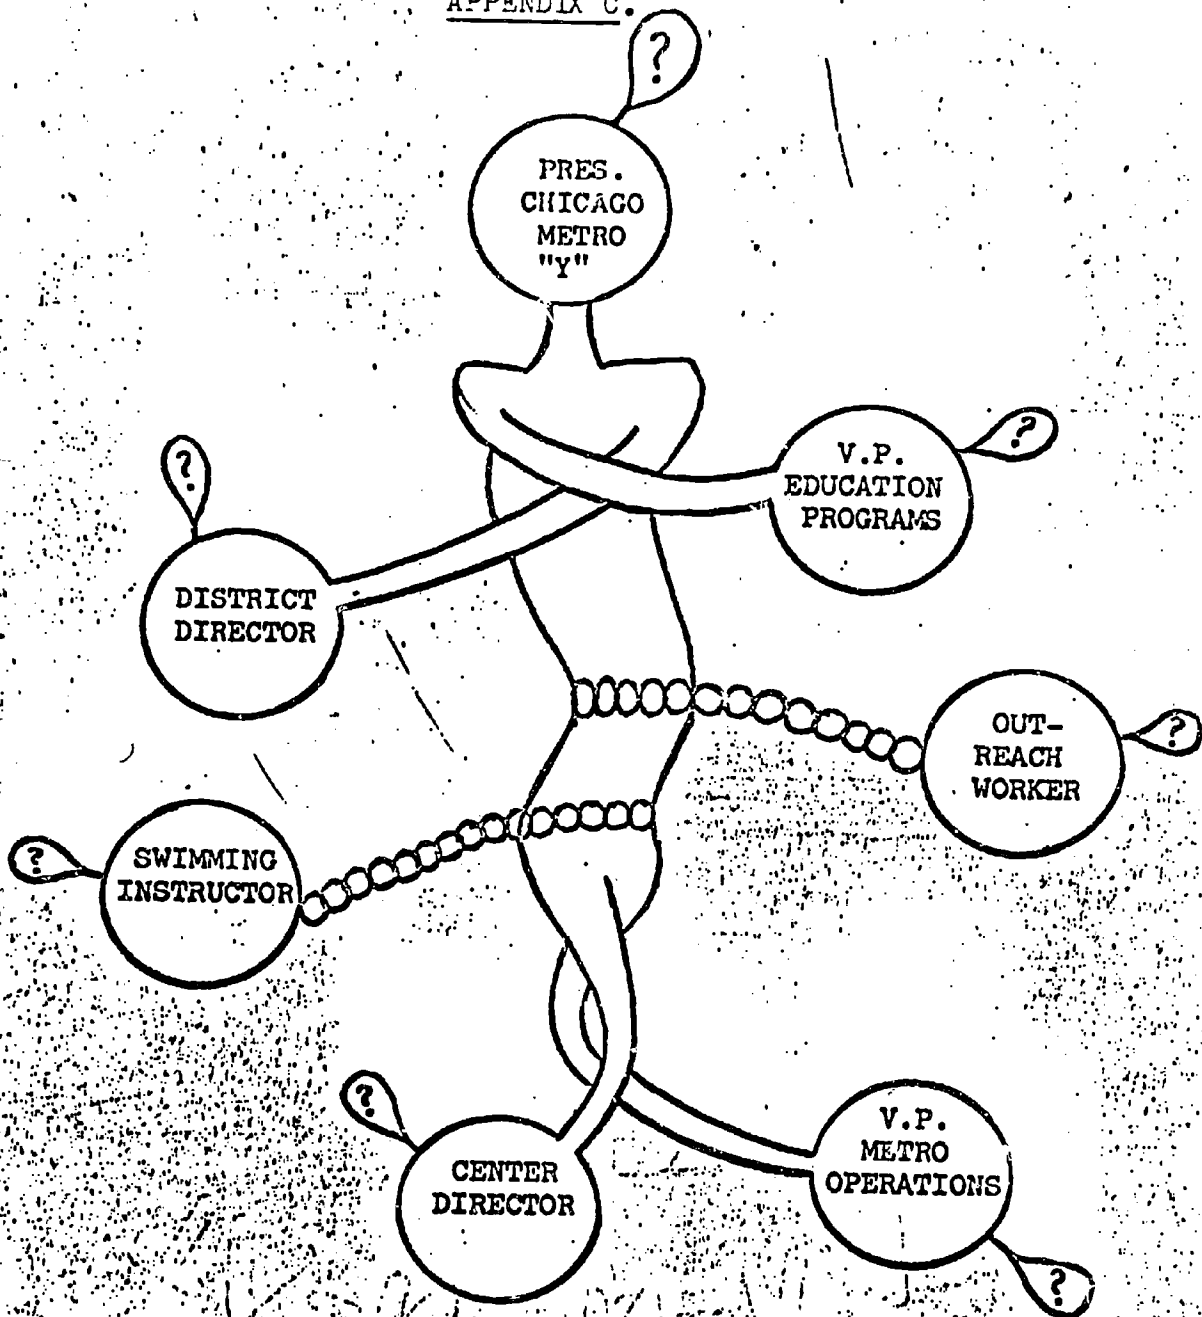 APPENDIX C.
?
PRES.
CHICAGO
METRO
"Y"
?
V.P.
EDUCATION
PROGRAMS
?
DISTRICT
DIRECTOR
?
OUT-
REACH
WORKER
?
SWIMMING
INSTRUCTOR
?
CENTER
DIRECTOR
V.P.
METRO
OPERATIONS
?